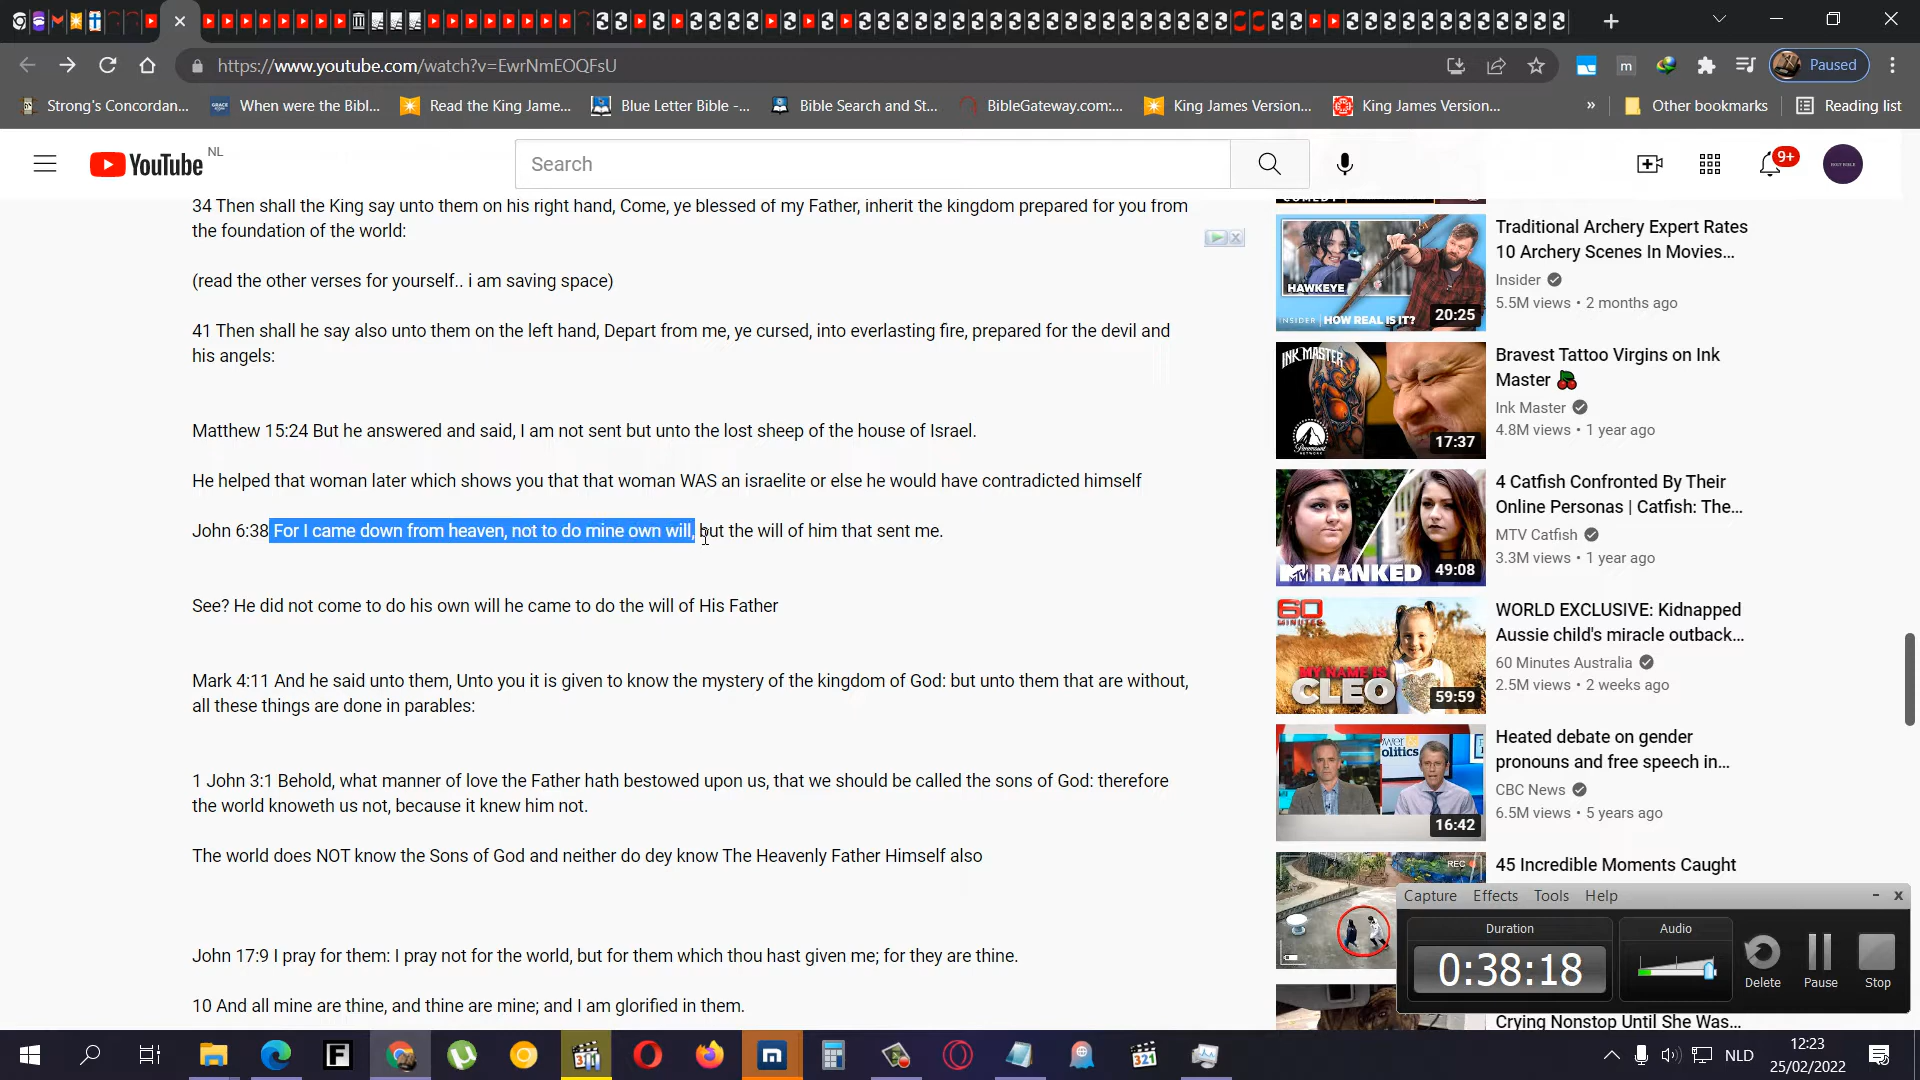 https://www.youtube.com/watch?v=EwrNmEOQFsU
Paused
Strong's Concordan...
When were the Bibl...
Read the King Jame...
Blue Letter Bible -...
Bible Search and St...
BibleGateway.com:...
King James Version...
King James Version...
»
Other bookmarks
Reading list
YouTube NL
Search
9+
34 Then shall the King say unto them on his right hand, Come, ye blessed of my Father, inherit the kingdom prepared for you from
the foundation of the world:
(read the other verses for yourself.. i am saving space)
41 Then shall he say also unto them on the left hand, Depart from me, ye cursed, into everlasting fire, prepared for the devil and
his angels:
Matthew 15:24 But he answered and said, I am not sent but unto the lost sheep of the house of Israel.
He helped that woman later which shows you that that woman WAS an israelite or else he would have contradicted himself
John 6:38 For I came down from heaven, not to do mine own will, but the will of him that sent me.
See? He did not come to do his own will he came to do the will of His Father
Mark 4:11 And he said unto them, Unto you it is given to know the mystery of the kingdom of God: but unto them that are without,
all these things are done in parables:
1 John 3:1 Behold, what manner of love the Father hath bestowed upon us, that we should be called the sons of God: therefore
the world knoweth us not, because it knew him not.
The world does NOT know the Sons of God and neither do dey know The Heavenly Father Himself also
John 17:9 I pray for them: I pray not for the world, but for them which thou hast given me; for they are thine.
10 And all mine are thine, and thine are mine; and I am glorified in them.
HAWKEYE
INSIDER HOW REAL IS IT?
20:25
Traditional Archery Expert Rates
10 Archery Scenes In Movies...
Insider
5.5M views • 2 months ago
INK MASTER
17:37
Bravest Tattoo Virgins on Ink
Master
Ink Master
4.8M views • 1 year ago
MTV RANKED
49:08
4 Catfish Confronted By Their
Online Personas | Catfish: The...
MTV Catfish
3.3M views • 1 year ago
60
MINUTES
MY NAME IS
CLEO
59:59
WORLD EXCLUSIVE: Kidnapped
Aussie child's miracle outback...
60 Minutes Australia
2.5M views • 2 weeks ago
16:42
Heated debate on gender
pronouns and free speech in...
CBC News
6.5M views • 5 years ago
REC
45 Incredible Moments Caught
Crying Nonstop Until She Was...
Capture Effects Tools Help
Duration
0:38:18
Audio
Delete
Pause
Stop
NLD
12:23
25/02/2022